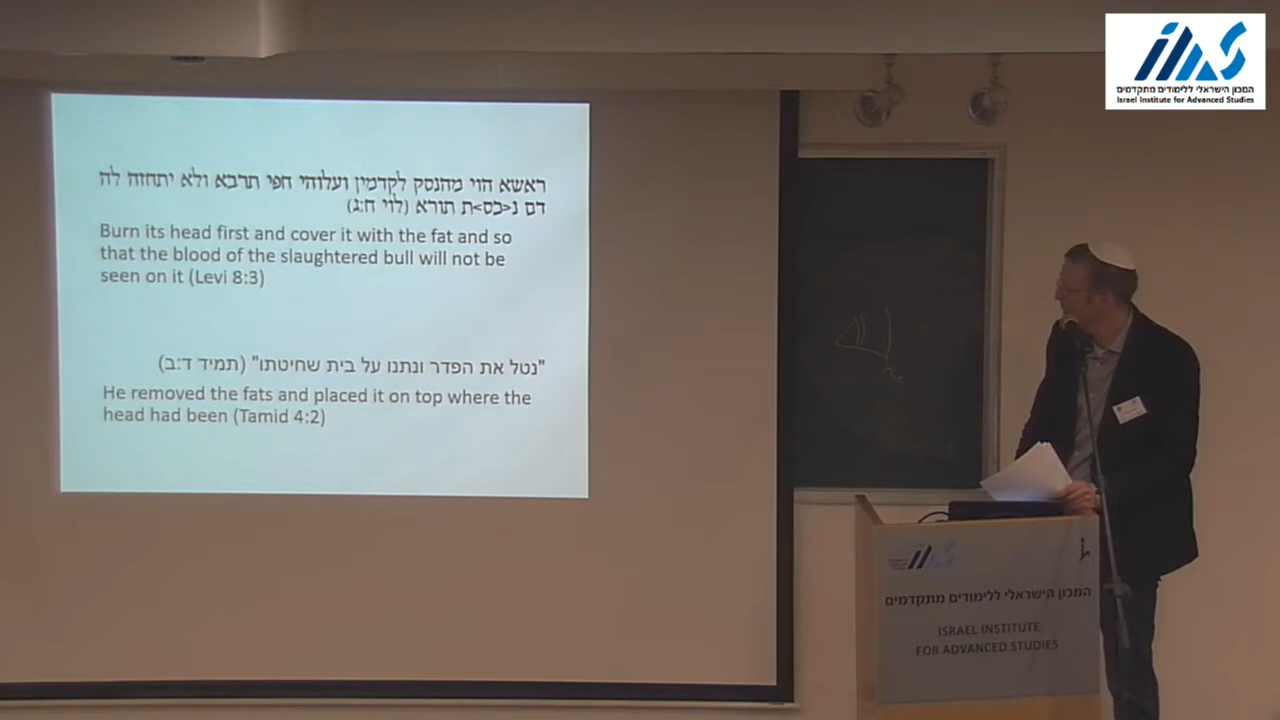 המכון הישראלי ללימודים מתקדמים
Israel Institute for Advanced Studies
ראשא הוי מהנסק לקדמין ועלוהי חפי תרבא ולא יתחזה לה
דם נ<כס>ת תורא (לוי ח:ג)
Burn its head first and cover it with the fat and so
that the blood of the slaughtered bull will not be
seen on it (Levi 8:3)
"נטל את הפדר ונתנו על בית שחיטתו" (תמיד ד:ב)
He removed the fats and placed it on top where the
head had been (Tamid 4:2)
המכון הישראלי ללימודים מתקדמים
ISRAEL INSTITUTE
FOR ADVANCED STUDIES